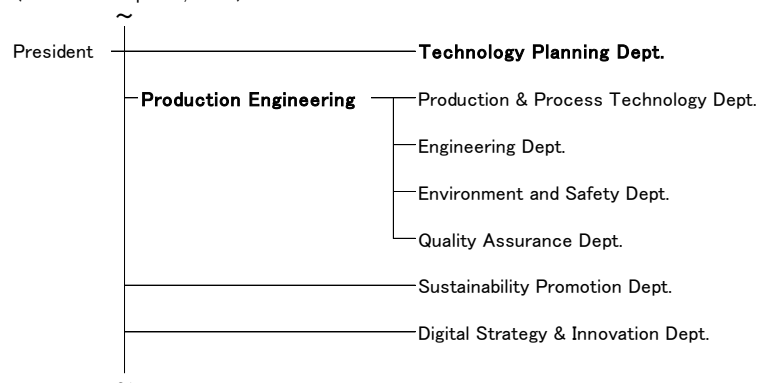 President
Technology Planning Dept.
Production Engineering
Production & Process Technology Dept.
Engineering Dept.
Environment and Safety Dept.
Quality Assurance Dept.
Sustainability Promotion Dept.
Digital Strategy & Innovation Dept.